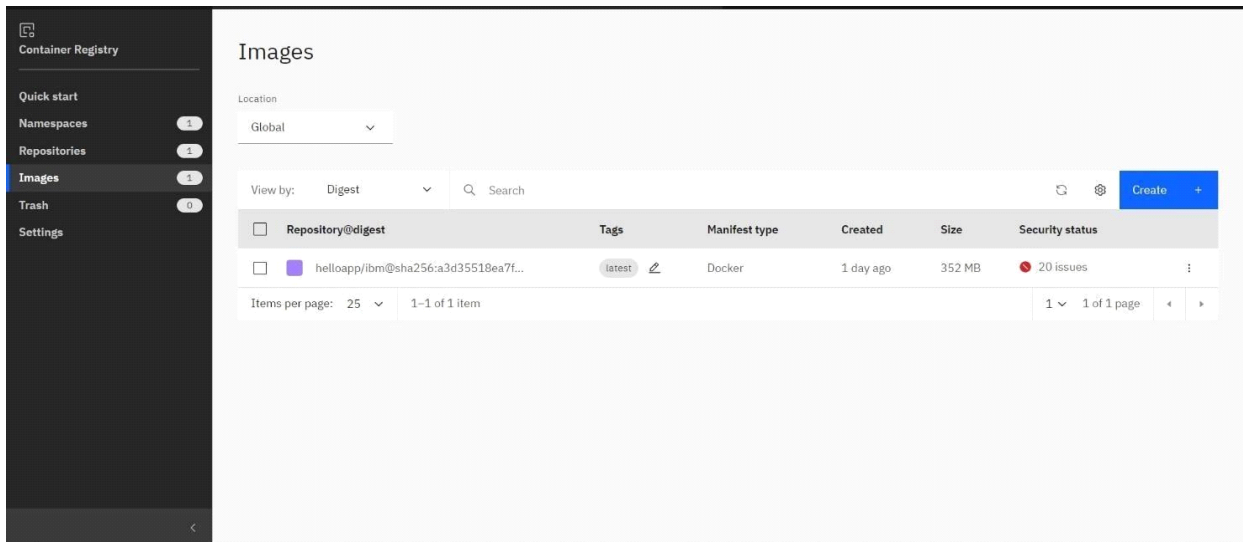 Container Registry
Quick start
Namespaces 1
Repositories 1
Images 1
Trash 0
Settings
Images
Location
Global
View by: Digest Search Create +
Repository@digest Tags Manifest type Created Size Security status
helloapp/ibm@sha256:a3d35518ea7f... latest Docker 1 day ago 352 MB 20 issues
Items per page: 25 1–1 of 1 item 1 1 of 1 page